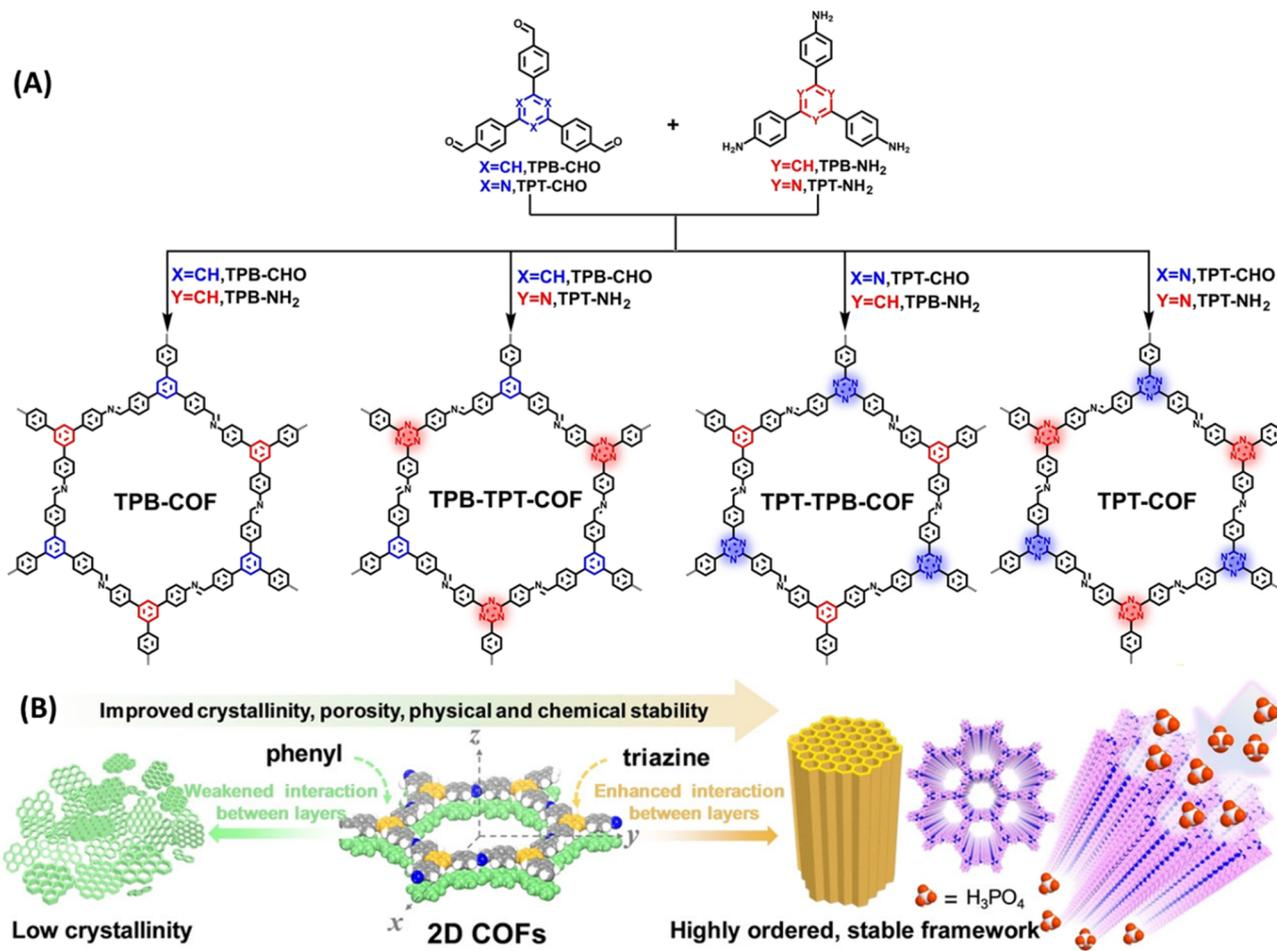 (A)
O
NH₂
X X
X
O
O
+
Y Y
Y
H₂N
NH₂
X=CH,TPB-CHO
X=N,TPT-CHO
Y=CH,TPB-NH₂
Y=N,TPT-NH₂
X=CH,TPB-CHO
Y=CH,TPB-NH₂
X=CH,TPB-CHO
Y=N,TPT-NH₂
X=N,TPT-CHO
Y=CH,TPB-NH₂
X=N,TPT-CHO
Y=N,TPT-NH₂
TPB-COF
TPB-TPT-COF
TPT-TPB-COF
TPT-COF
(B)
Improved crystallinity, porosity, physical and chemical stability
phenyl
z
triazine
Weakened interaction
between layers
Enhanced interaction
between layers
y
x
= H₃PO₄
Low crystallinity
2D COFs
Highly ordered, stable framework